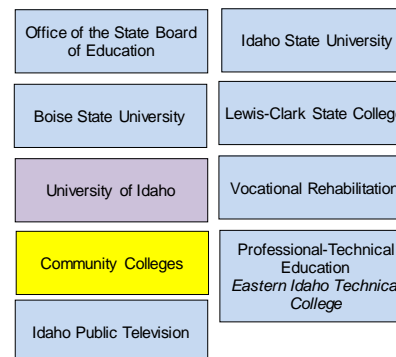 Office of the State Board
of Education
Idaho State University
Boise State University
Lewis-Clark State College
University of Idaho
Vocational Rehabilitation
Community Colleges
Professional-Technical
Education
Eastern Idaho Technica
College
Idaho Public Television